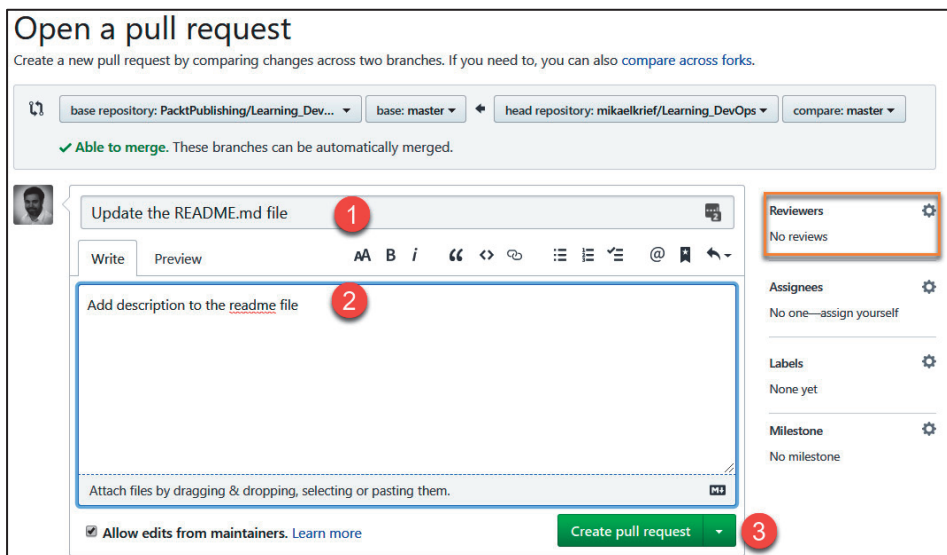 Open a pull request
Create a new pull request by comparing changes across two branches. If you need to, you can also compare across forks.
base repository: PacktPublishing/Learning_Dev... base: master head repository: mikaelkrief/Learning_DevOps compare: master
Able to merge. These branches can be automatically merged.
Update the README.md file 1 2
Reviewers
No reviews
Write Preview AA B i “ <> @
Add description to the readme file 2
Assignees
No one—assign yourself
Labels
None yet
Milestone
No milestone
Attach files by dragging & dropping, selecting or pasting them. M
Allow edits from maintainers. Learn more Create pull request 3